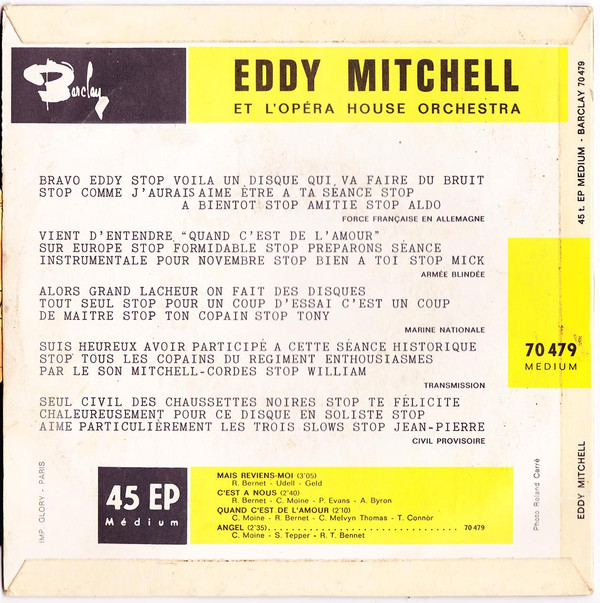 Barclay
EDDY MITCHELL
ET L'OPÉRA HOUSE ORCHESTRA
BRAVO EDDY STOP VOILA UN DISQUE QUI VA FAIRE DU BRUIT
STOP COMME J'AURAIS AIME ÊTRE A TA SÉANCE STOP
A BIENTOT STOP AMITIE STOP ALDO
FORCE FRANÇAISE EN ALLEMAGNE
VIENT D'ENTENDRE "QUAND C'EST DE L'AMOUR"
SUR EUROPE STOP FORMIDABLE STOP PREPARONS SÉANCE
INSTRUMENTALE POUR NOVEMBRE STOP BIEN A TOI STOP MICK
ARMÉE BLINDÉE
ALORS GRAND LACHEUR ON FAIT DES DISQUES
TOUT SEUL STOP POUR UN COUP D'ESSAI C'EST UN COUP
DE MAITRE STOP TON COPAIN STOP TONY
MARINE NATIONALE
SUIS HEUREUX AVOIR PARTICIPÉ A CETTE SÉANCE HISTORIQUE
STOP TOUS LES COPAINS DU REGIMENT ENTHOUSIASMES
PAR LE SON MITCHELL-CORDES STOP WILLIAM
TRANSMISSION
SEUL CIVIL DES CHAUSSETTES NOIRES STOP TE FÉLICITE
CHALEUREUSEMENT POUR CE DISQUE EN SOLISTE STOP
AIME PARTICULIÈREMENT LES TROIS SLOWS STOP JEAN-PIERRE
CIVIL PROVISOIRE
45 EP
Médium
MAIS REVIENS-MOI (3'05)
R. Bernet - Udell - Geld
C'EST A NOUS (2'40)
R. Bernet - C. Moine - P. Evans - A. Byron
QUAND C'EST DE L'AMOUR (2'10)
C. Moine - R. Bernet - C. Melvyn Thomas - T. Connor
ANGEL (2'35) . . . . . . . . . . . . . . . . . . . . . . . . 70 479
C. Moine - S. Tepper - R. T. Bennet
IMP. GLORY - PARIS
70 479
MEDIUM
Photo Roland Carré
45 t. EP MEDIUM - BARCLAY 70 479
EDDY MITCHELL